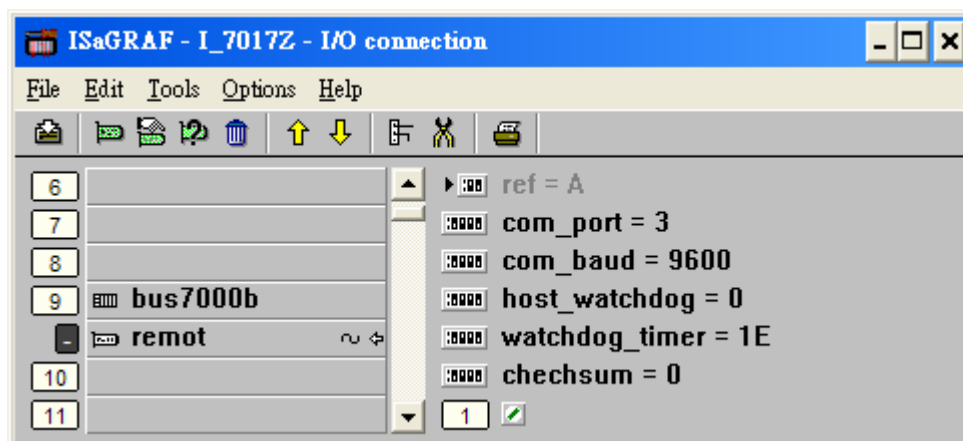 ISaGRAF - I_7017Z - I/O connection
File Edit Tools Options Help
6
7
8
9 bus7000b
- remot
10
11
ref = A
com_port = 3
com_baud = 9600
host_watchdog = 0
watchdog_timer = 1E
chechsum = 0
1